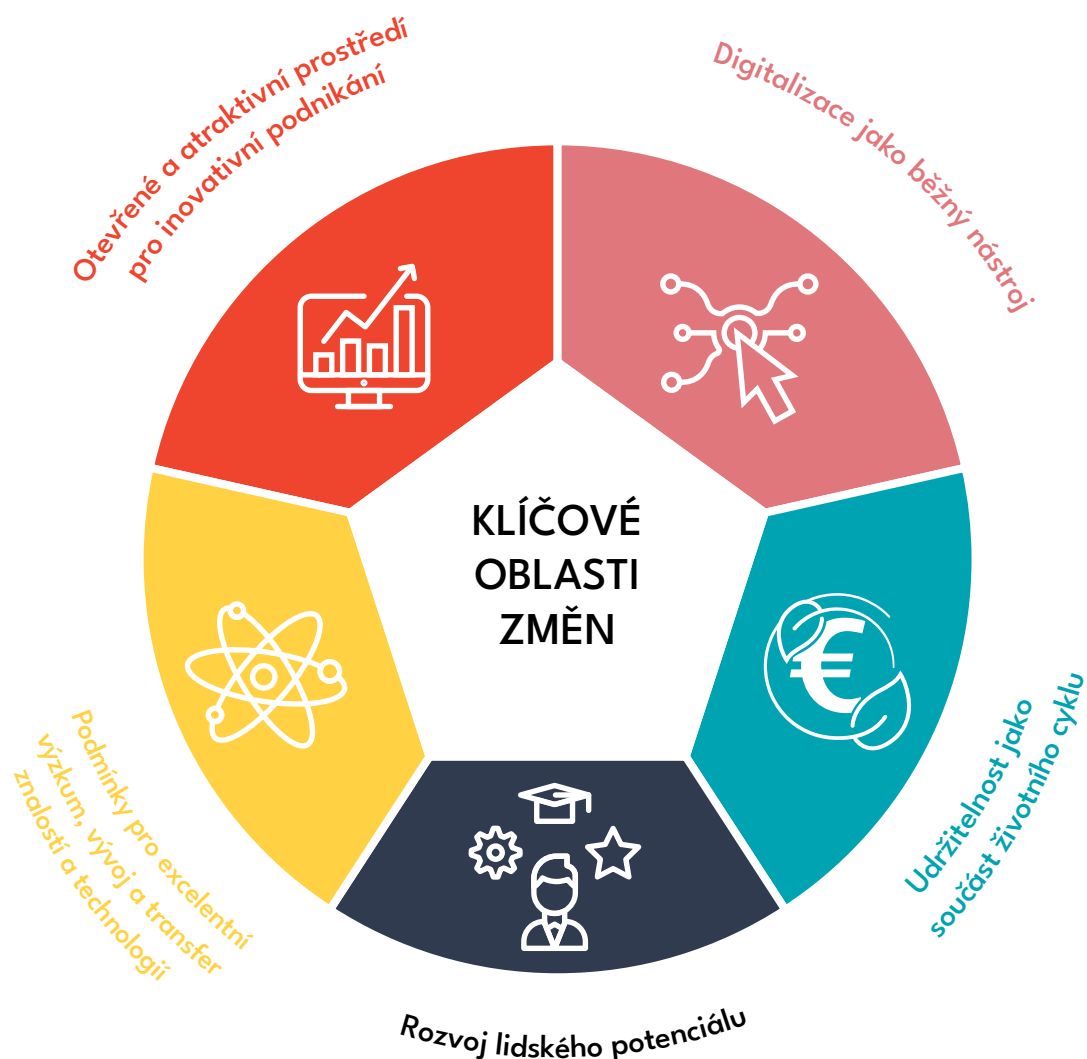 Otevřené a atraktivní prostředí
pro inovativní podnikání
Digitalizace jako běžný nástroj
KLÍČOVÉ
OBLASTI
ZMĚN
Udržitelnost jako
součást životního cyklu
Rozvoj lidského potenciálu
Podmínky pro excelentní
výzkum, vývoj a transfer
znalostí a technologií